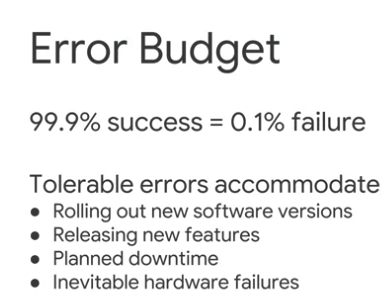 Error Budget
99.9% success = 0.1% failure
Tolerable errors accommodate
● Rolling out new software versions
● Releasing new features
● Planned downtime
● Inevitable hardware failures